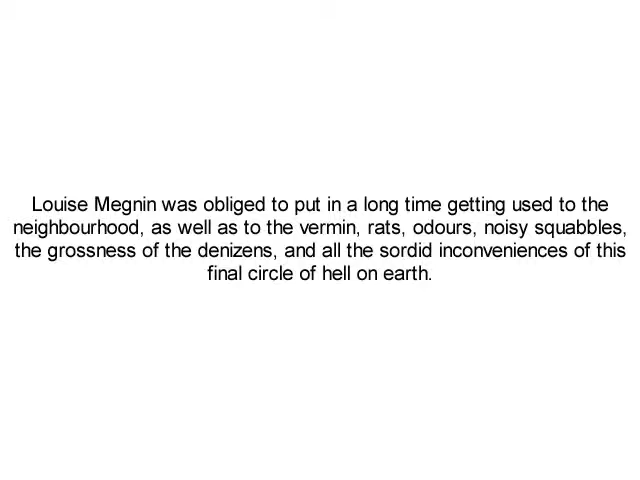 Louise Megnin was obliged to put in a long time getting used to the
neighbourhood, as well as to the vermin, rats, odours, noisy squabbles,
the grossness of the denizens, and all the sordid inconveniences of this
final circle of hell on earth.